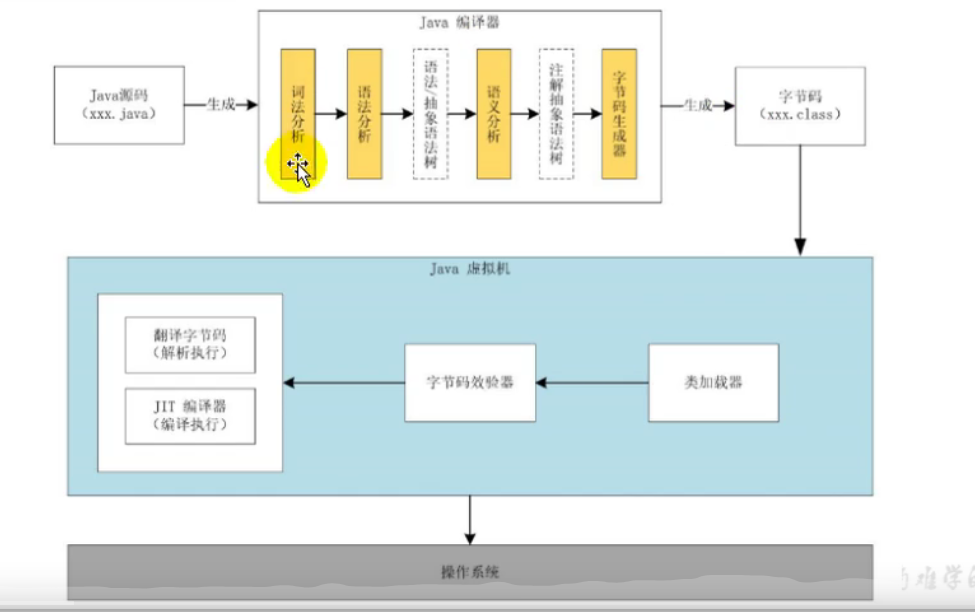 Java 编译器
Java源码
（xxx.java）
生成
词法分析
语法分析
语法/抽象语法树
语义分析
注解抽象语法树
字节码生成器
生成
字节码
（xxx.class）
Java 虚拟机
翻译字节码
（解析执行）
JIT 编译器
（编译执行）
字节码效验器
类加载器
操作系统
难学的